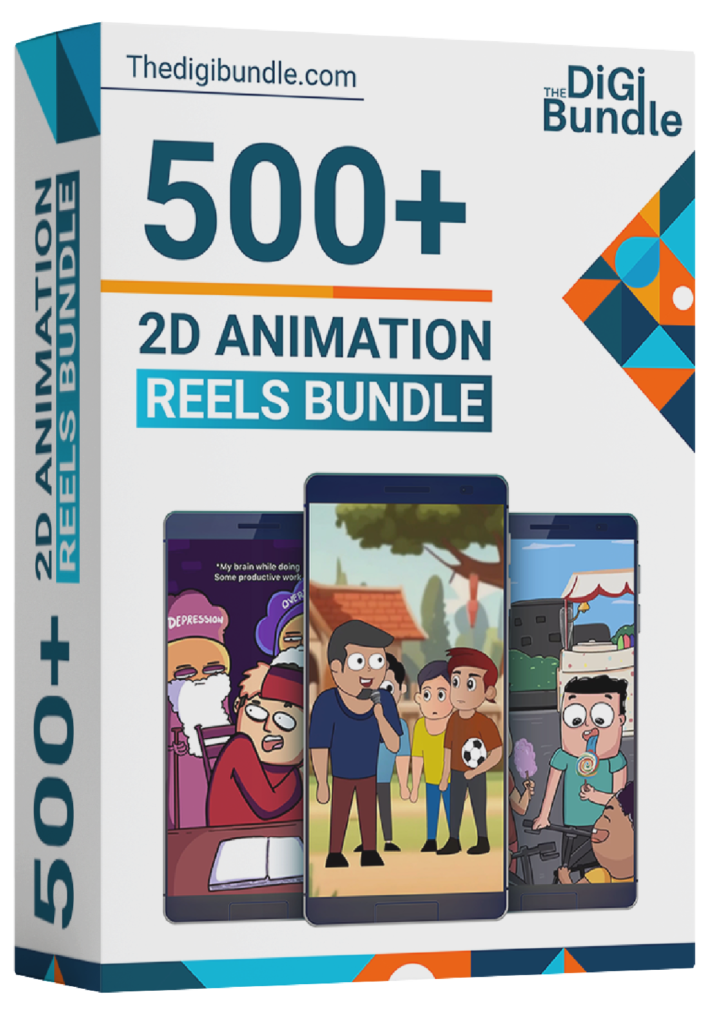 Thedigibundle.com
THE DiGi
Bundle
500+
2D ANIMATION
REELS BUNDLE
*My brain while doing
Some productive work
DEPRESSION
OVER
500+ 2D ANIMATION
REELS BUNDLE